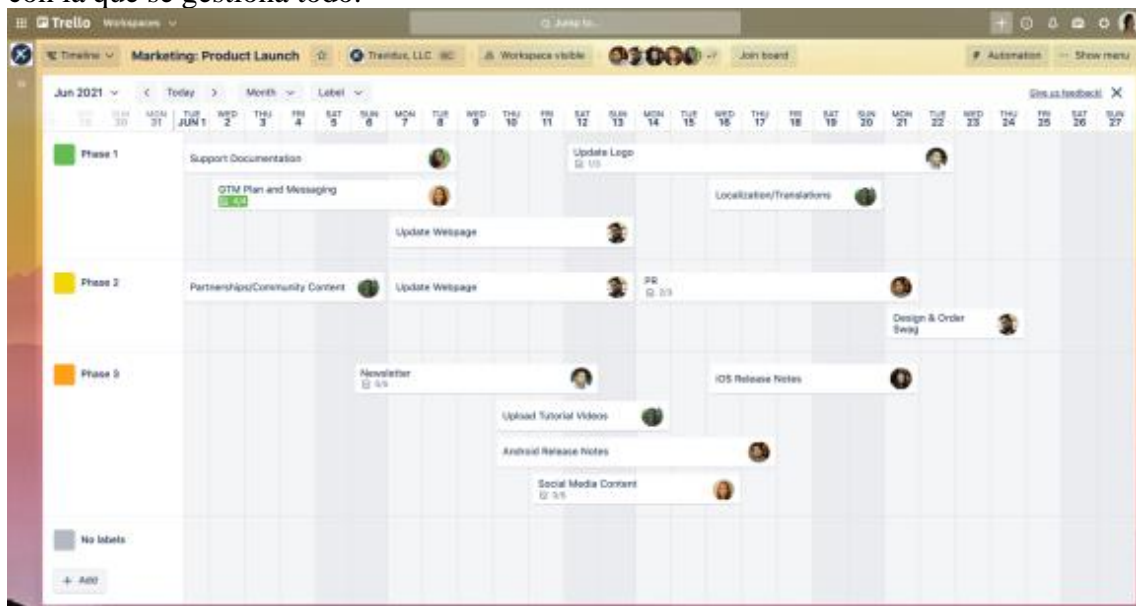 con la que se gestiona todo.
Trello Workspaces
Jump to...
Timeline Marketing: Product Launch Workspace visible Join board Automation Show menu
Jun 2021 Today Month Label Give us feedback! X
MON 31 TUE JUN 1 WED 2 THU 3 FRI 4 SAT 5 SUN 6 MON 7 TUE 8 WED 9 THU 10 FRI 11 SAT 12 SUN 13 MON 14 TUE 15 WED 16 THU 17 FRI 18 SAT 19 SUN 20 MON 21 TUE 22 WED 23 THU 24 FRI 25 SAT 26 SUN 27
Phase 1
Support Documentation
Update Logo
GTM Plan and Messaging
4/4
Localization/Translations
Update Webpage
Phase 2
Partnerships/Community Content
Update Webpage
PR
Design & Order
Swag
Phase 3
Newsletter
iOS Release Notes
Upload Tutorial Videos
Android Release Notes
Social Media Content
No labels
+ Add